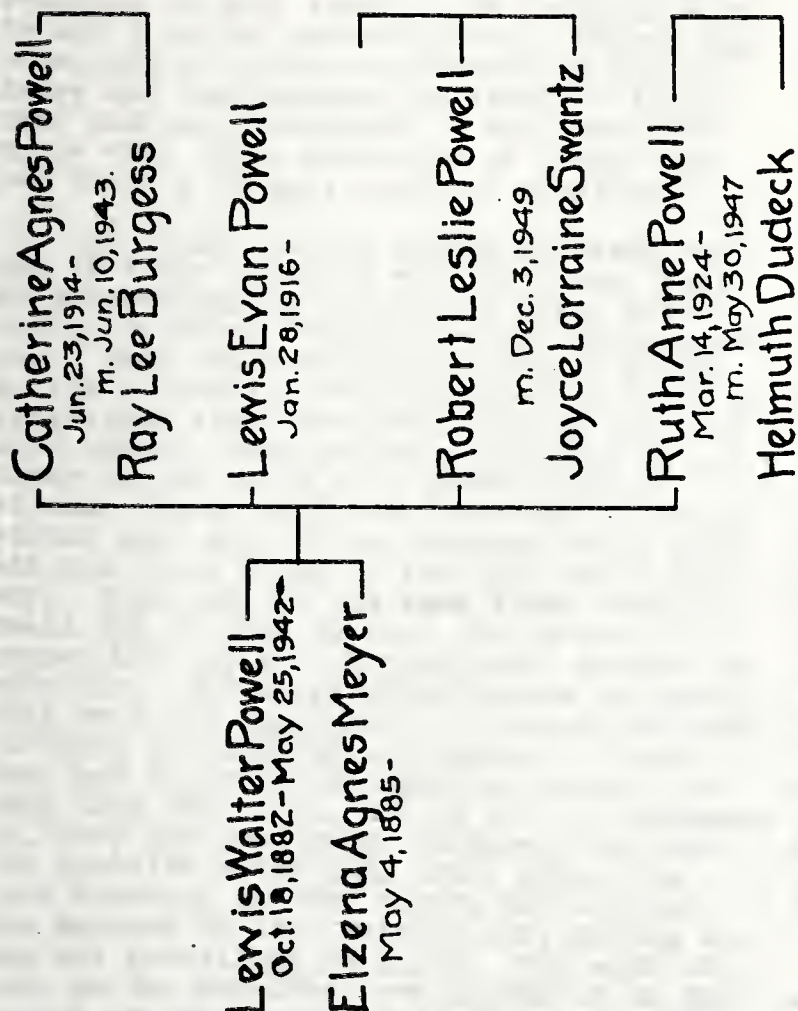 Lewis Walter Powell
Oct. 18, 1882 - May 25, 1942
Elzena Agnes Meyer
May 4, 1885 -
Catherine Agnes Powell
Jun. 23, 1914 -
m. Jun. 10, 1943.
Ray Lee Burgess
Lewis Evan Powell
Jan. 28, 1916 -
Robert Leslie Powell
m. Dec. 3, 1949
Joyce Lorraine Swantz
Ruth Anne Powell
Mar. 14, 1924 -
m. May 30, 1947
Helmuth Dudeck